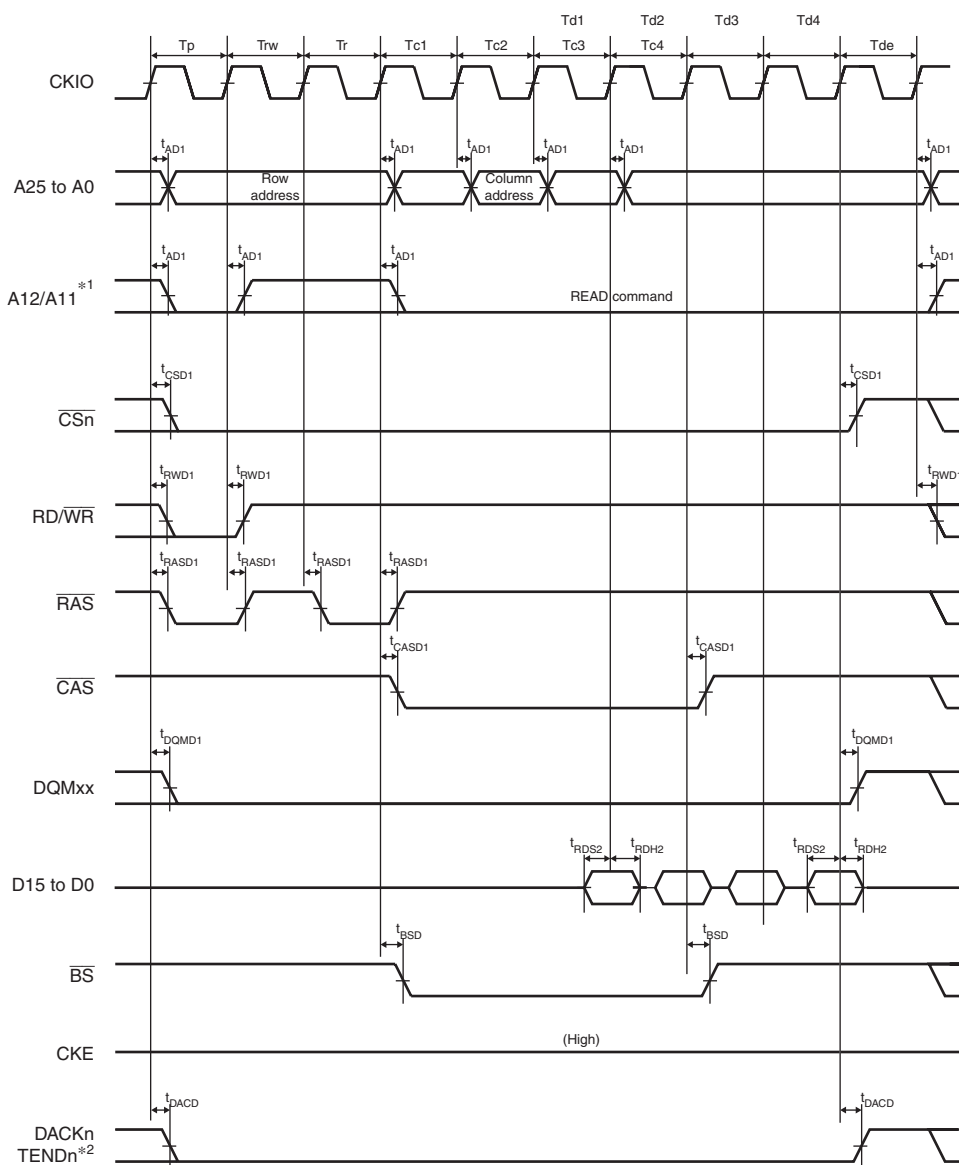 Td1 Td2 Td3 Td4
Tp Trw Tr Tc1 Tc2 Tc3 Tc4 Tde
CKIO
tAD1 tAD1 tAD1 tAD1 tAD1 tAD1
A25 to A0
Row
address
Column
address
tAD1 tAD1 tAD1 tAD1
A12/A11 *1
READ command
tCSD1 tCSD1
CSn
tRWD1 tRWD1 tRWD1
RD/WR
tRASD1 tRASD1 tRASD1 tRASD1
RAS
tCASD1 tCASD1
CAS
tDQMD1 tDQMD1
DQMxx
tRDS2 tRDH2 tRDS2 tRDH2
D15 to D0
tBSD tBSD
BS
(High)
CKE
tDACD tDACD
DACKn
TENDn*2